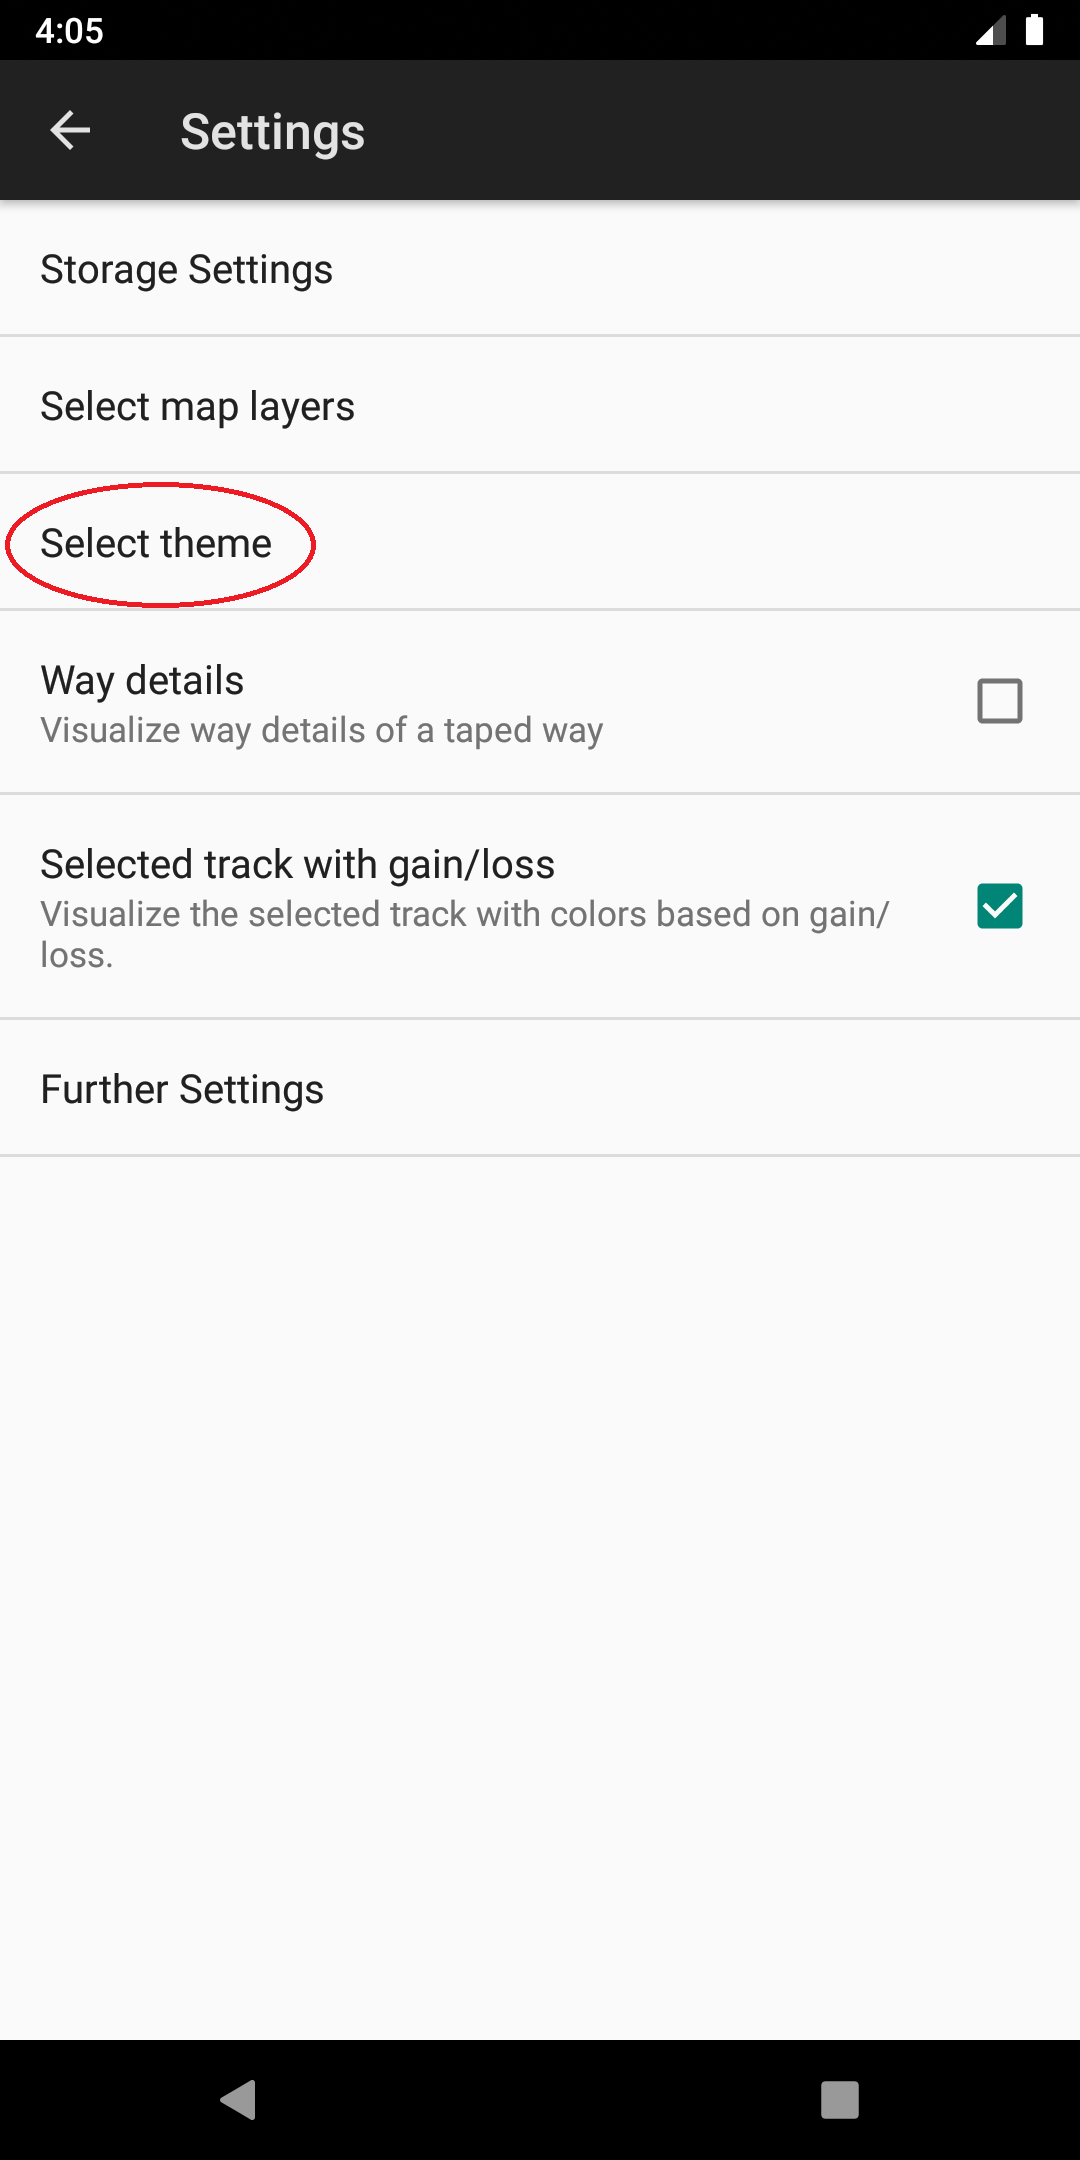 4:05
Settings
Storage Settings
Select map layers
Select theme
Way details
Visualize way details of a taped way
Selected track with gain/loss
Visualize the selected track with colors based on gain/
loss.
Further Settings